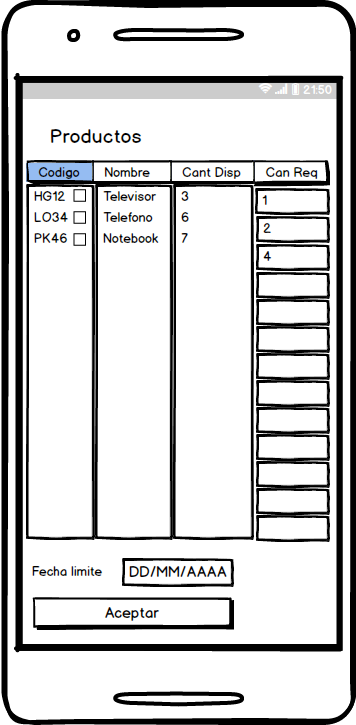 21:50
Productos
Codigo Nombre Cant Disp Can Req
HG12 Televisor 3 1
LO34 Telefono 6 2
PK46 Notebook 7 4
Fecha limite DD/MM/AAAA
Aceptar